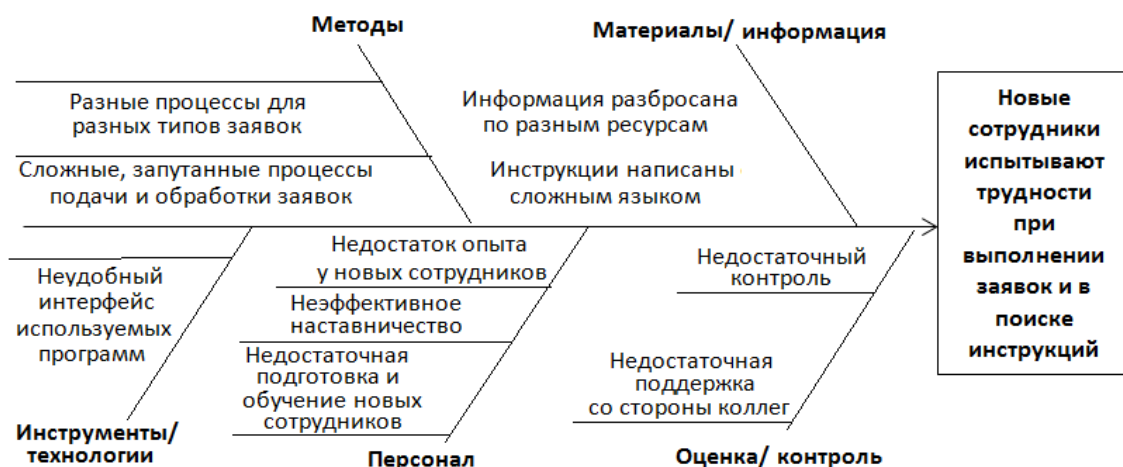 Методы
Разные процессы для
разных типов заявок
Сложные, запутанные процессы
подачи и обработки заявок
Материалы/ информация
Информация разбросана
по разным ресурсам
Инструкции написаны
сложным языком
Новые
сотрудники
испытывают
трудности
при
выполнении
заявок и в
поиске
инструкций
Неудобный
интерфейс
используемых
программ
Инструменты/
технологии
Недостаток опыта
у новых сотрудников
Неэффективное
наставничество
Недостаточная
подготовка и
обучение новых
сотрудников
Персонал
Недостаточный
контроль
Недостаточная
поддержка
со стороны коллег
Оценка/ контроль